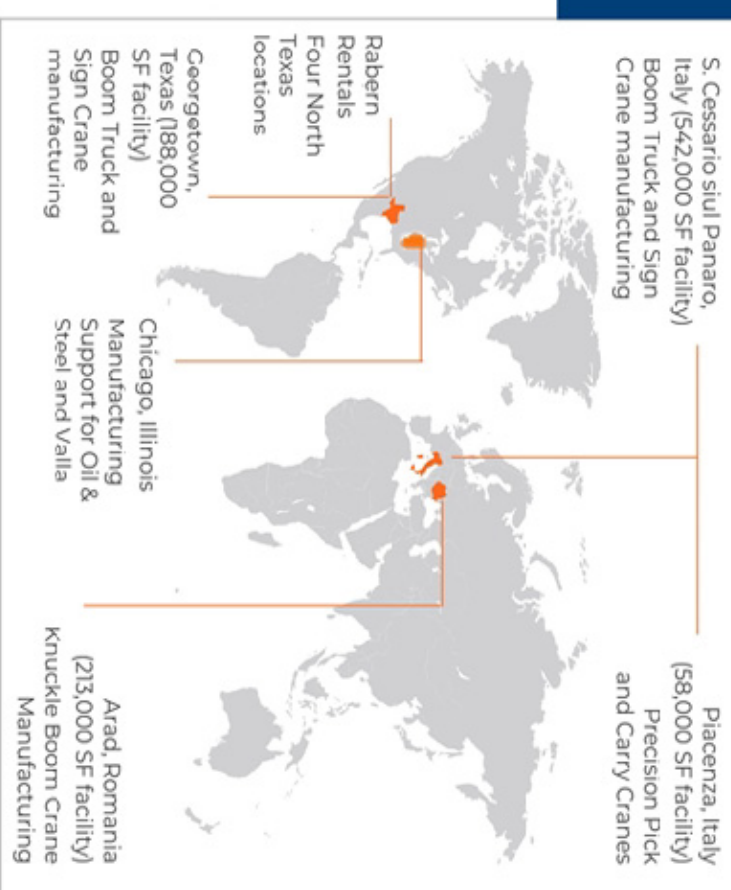 S. Cessario siul Panaro,
Italy (542,000 SF facility)
Boom Truck and Sign
Crane manufacturing
Piacenza, Italy
(58,000 SF facility)
Precision Pick
and Carry Cranes
Rabern
Rentals
Four North
Texas
locations
Georgetown,
Texas (188,000
SF facility)
Boom Truck and
Sign Crane
manufacturing
Chicago, Illinois
Manufacturing
Support for Oil &
Steel and Valla
Arad, Romania
(213,000 SF facility)
Knuckle Boom Crane
Manufacturing